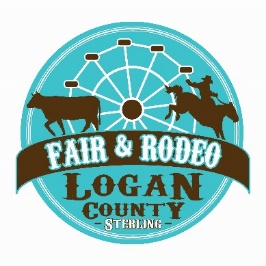 FAIR & RODEO
LOGAN
COUNTY
- STERLING -